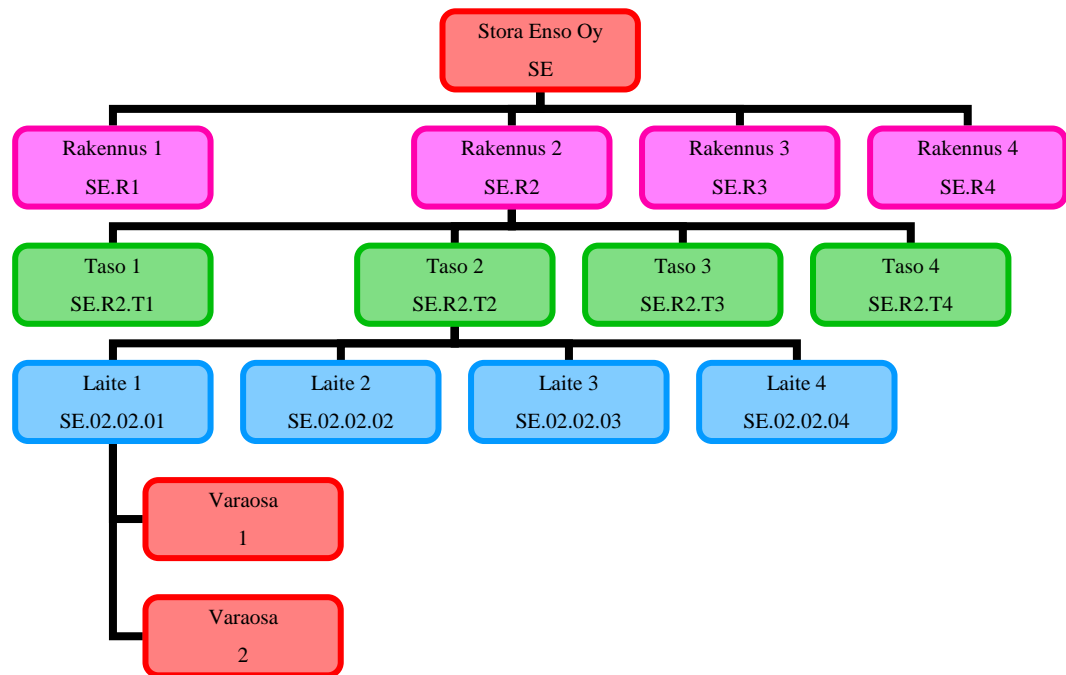 Stora Enso Oy
SE
Rakennus 1
SE.R1
Rakennus 2
SE.R2
Rakennus 3
SE.R3
Rakennus 4
SE.R4
Taso 1
SE.R2.T1
Taso 2
SE.R2.T2
Taso 3
SE.R2.T3
Taso 4
SE.R2.T4
Laite 1
SE.02.02.01
Laite 2
SE.02.02.02
Laite 3
SE.02.02.03
Laite 4
SE.02.02.04
Varaosa
1
Varaosa
2